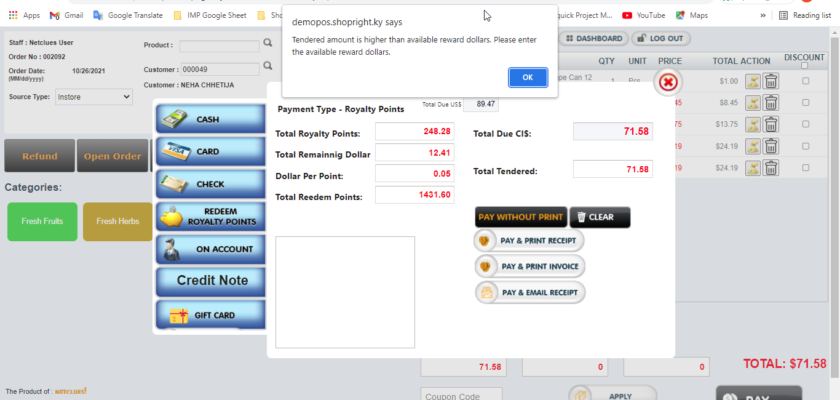 Apps
Gmail
Google Translate
IMP Google Sheet
quick Project M...
YouTube
Maps
»
Reading list
demopos.shopright.ky says
Tendered amount is higher than available reward dollars. Please enter
the available reward dollars.
OK
Staff : Netclues User
Order No : 002092
Order Date: 10/26/2021
(MM/dd/yyyy)
Source Type: Instore
Product :
Customer : 000049
Customer : NEHA CHHETIJA
DASHBOARD
LOG OUT
QTY UNIT PRICE TOTAL ACTION DISCOUNT
Can 12 1 Pcs $1.00
45 $8.45
75 $13.75
19 $24.19
19 $24.19
Refund
Open Order
Categories:
Fresh Fruits
Fresh Herbs
CASH
VISA
CARD
CHECK
REDEEM
ROYALTY POINTS
ON ACCOUNT
Credit Note
GIFT CARD
Payment Type - Royalty Points
Total Due US$ 89.47
Total Royalty Points: 248.28
Total Remainnig Dollar 12.41
Dollar Per Point: 0.05
Total Reedem Points: 1431.60
Total Due CI$: 71.58
Total Tendered: 71.58
PAY WITHOUT PRINT
CLEAR
PAY & PRINT RECEIPT
PAY & PRINT INVOICE
PAY & EMAIL RECEIPT
71.58
0
0
TOTAL: $71.58
Coupon Code
APPLY
PAY
The Product of : NETCLUES!